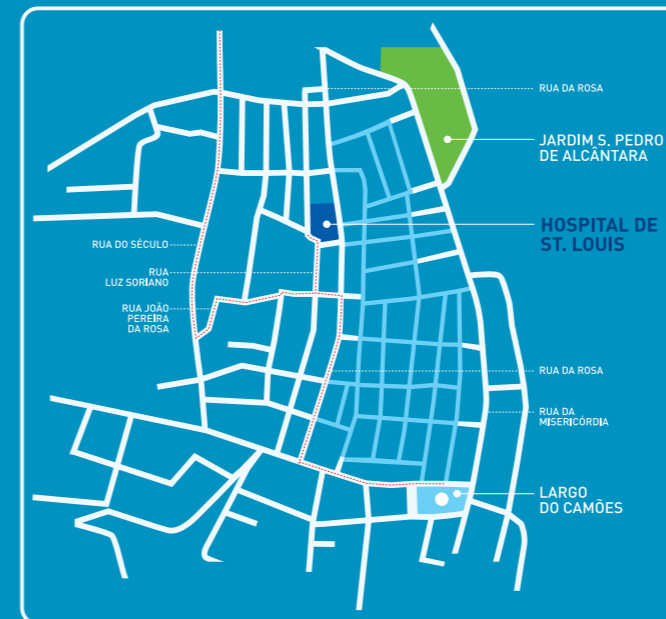 RUA DA ROSA
JARDIM S. PEDRO
DE ALCÂNTARA
HOSPITAL DE
ST. LOUIS
RUA DO SÉCULO
RUA
LUZ SORIANO
RUA JOÃO
PEREIRA
DA ROSA
RUA DA ROSA
RUA DA
MISERICÓRDIA
LARGO
DO CAMÕES